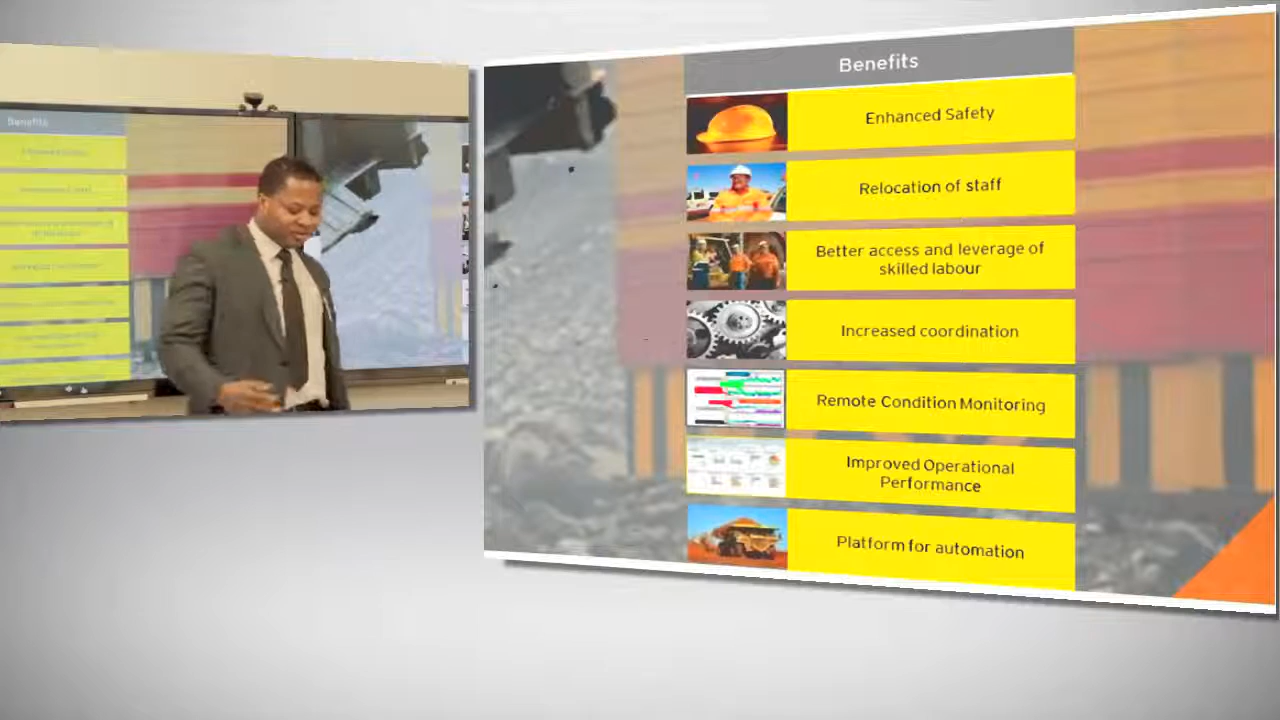 Benefits
Benefits
Enhanced Safety
Relocation of staff
Better access and leverage of
skilled labour
Increased coordination
Remote Condition Monitoring
Improved Operational
Performance
Platform for automation